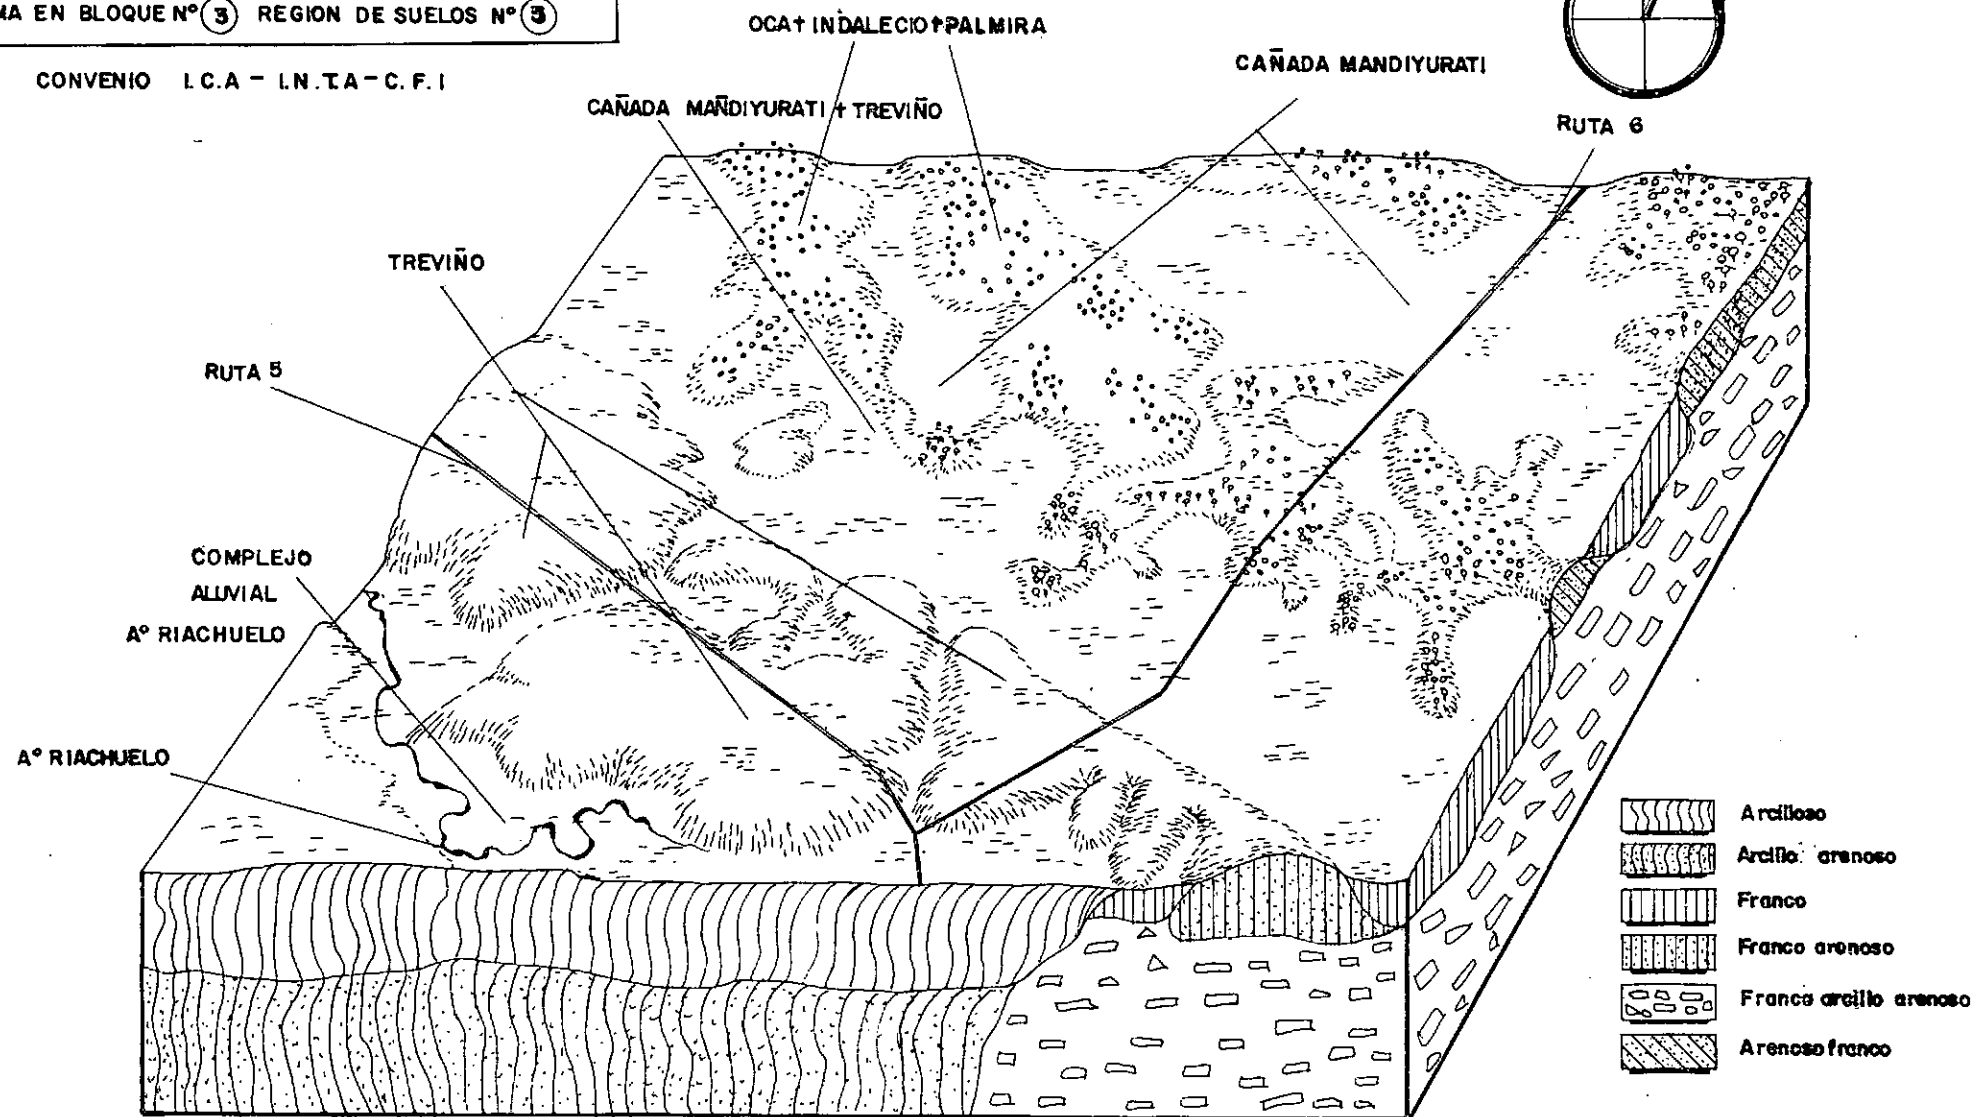 MA EN BLOQUE Nº 3 REGION DE SUELOS Nº 3
CONVENIO I.C.A - I.N.T.A - C.F.I
OCA + INDALECIO + PALMIRA
CAÑADA MANDIYURATI
CAÑADA MAÑDIYURATI + TREVIÑO
RUTA 6
TREVIÑO
RUTA 5
COMPLEJO
ALUVIAL
Aº RIACHUELO
Aº RIACHUELO
Arcilloso
Arcillo arenoso
Franco
Franco arenoso
Franco arcillo arenoso
Arenoso franco